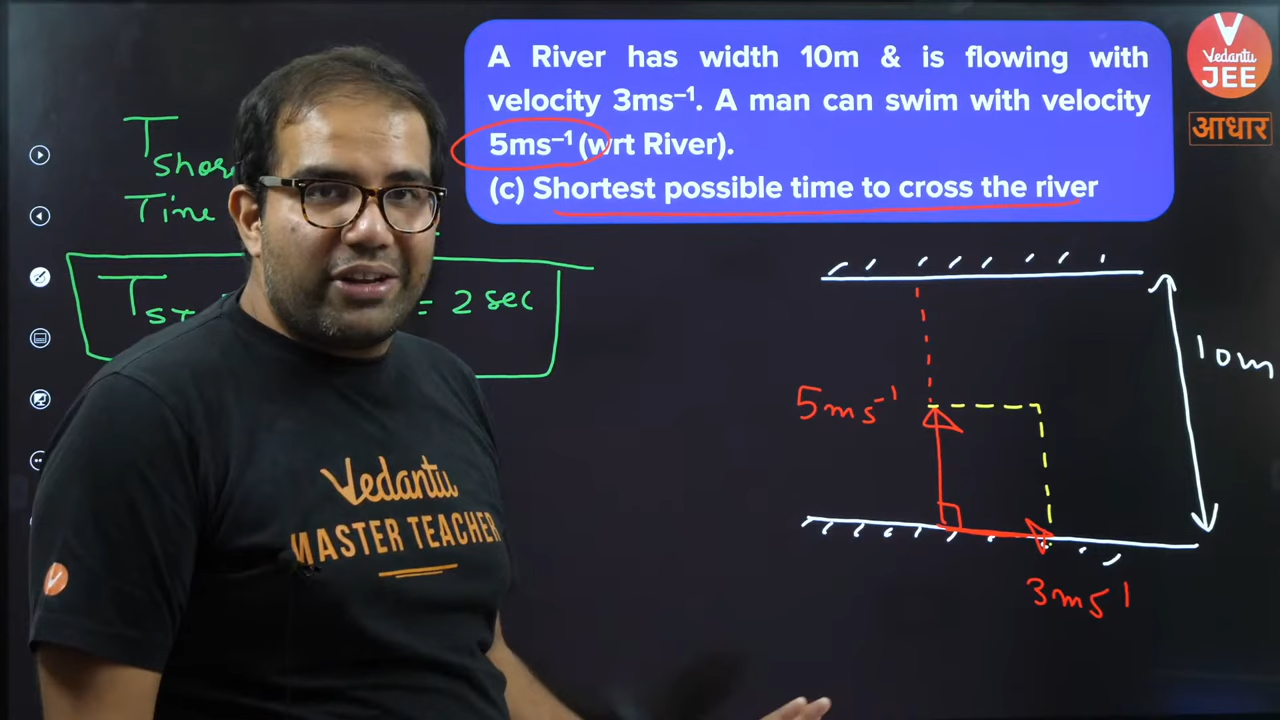 A River has width 10m & is flowing with
velocity 3ms⁻¹. A man can swim with velocity
5ms⁻¹ (wrt River).
(c) Shortest possible time to cross the river
Vedantu
JEE
आधार
T
Time
T
= 2 sec
10m
5ms⁻¹
3ms⁻¹
Vedantu
MASTER TEACHER